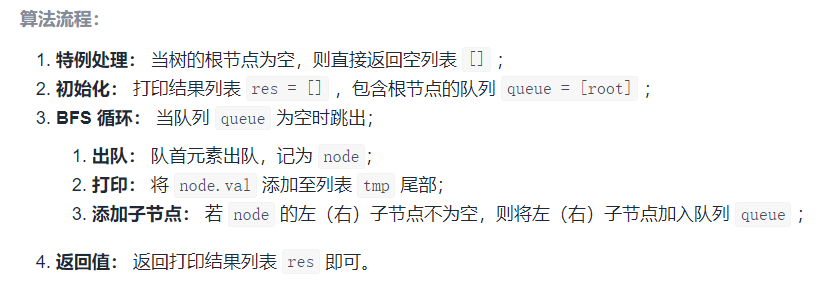 算法流程：
1. 特例处理： 当树的根节点为空，则直接返回空列表 [] ；
2. 初始化： 打印结果列表 res = [] ，包含根节点的队列 queue = [root] ；
3. BFS 循环： 当队列 queue 为空时跳出；
1. 出队： 队首元素出队，记为 node；
2. 打印： 将 node.val 添加至列表 tmp 尾部；
3. 添加子节点： 若 node 的左（右）子节点不为空，则将左（右）子节点加入队列 queue ；
4. 返回值： 返回打印结果列表 res 即可。